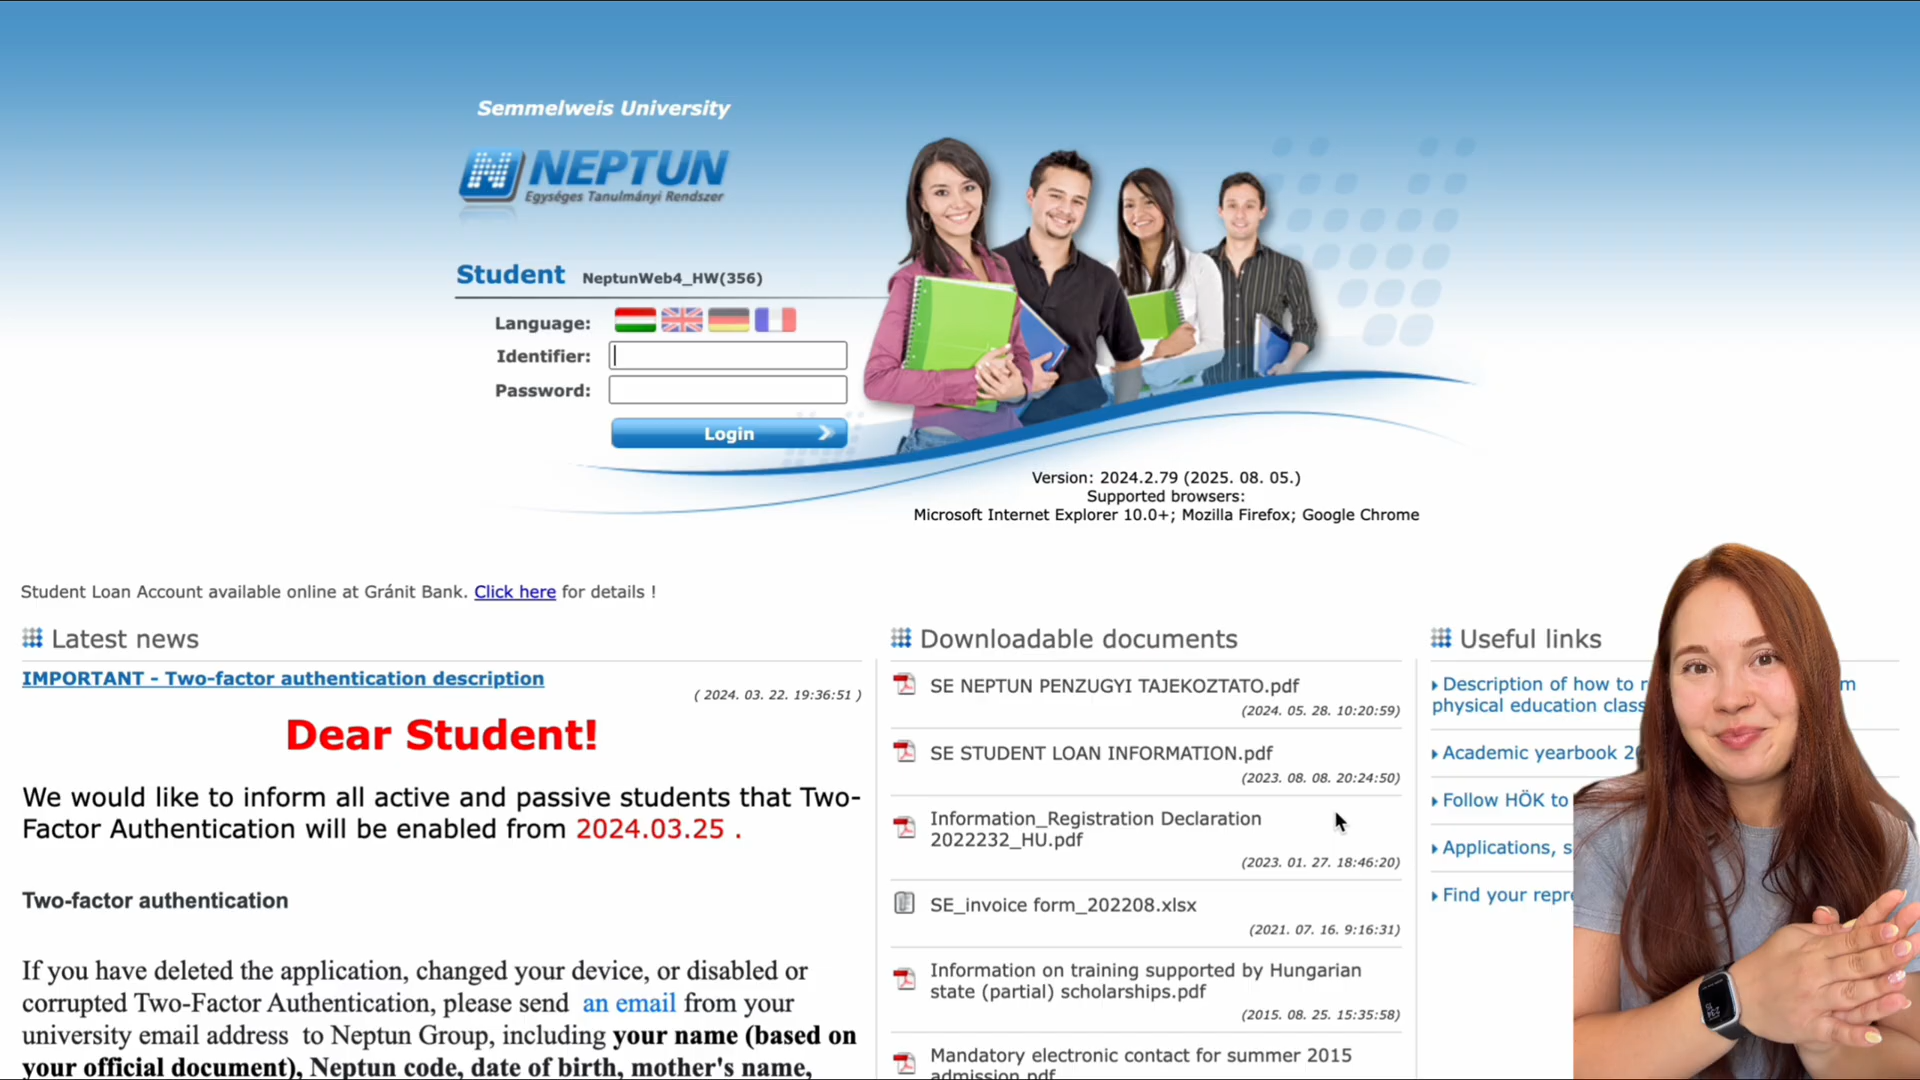 Semmelweis University
NEPTUN
Egységes Tanulmányi Rendszer
Student NeptunWeb4_HW(356)
Language:
Identifier:
Password:
Login
Version: 2024.2.79 (2025. 08. 05.)
Supported browsers:
Microsoft Internet Explorer 10.0+; Mozilla Firefox; Google Chrome
Student Loan Account available online at Gránit Bank. Click here for details !
Latest news
IMPORTANT - Two-factor authentication description
( 2024. 03. 22. 19:36:51 )
Dear Student!
We would like to inform all active and passive students that Two-
Factor Authentication will be enabled from 2024.03.25 .
Two-factor authentication
If you have deleted the application, changed your device, or disabled or
corrupted Two-Factor Authentication, please send an email from your
university email address to Neptun Group, including your name (based on
your official document), Neptun code, date of birth, mother's name,
Downloadable documents
SE NEPTUN PENZUGYI TAJEKOZTATO.pdf
(2024. 05. 28. 10:20:59)
SE STUDENT LOAN INFORMATION.pdf
(2023. 08. 08. 20:24:50)
Information_Registration Declaration
2022232_HU.pdf
(2023. 01. 27. 18:46:20)
SE_invoice form_202208.xlsx
(2021. 07. 16. 9:16:31)
Information on training supported by Hungarian
state (partial) scholarships.pdf
(2015. 08. 25. 15:35:58)
Mandatory electronic contact for summer 2015
admission.pdf
Useful links
Description of how to
physical education
Academic yearbook
Follow HÖK to
Applications,
Find your